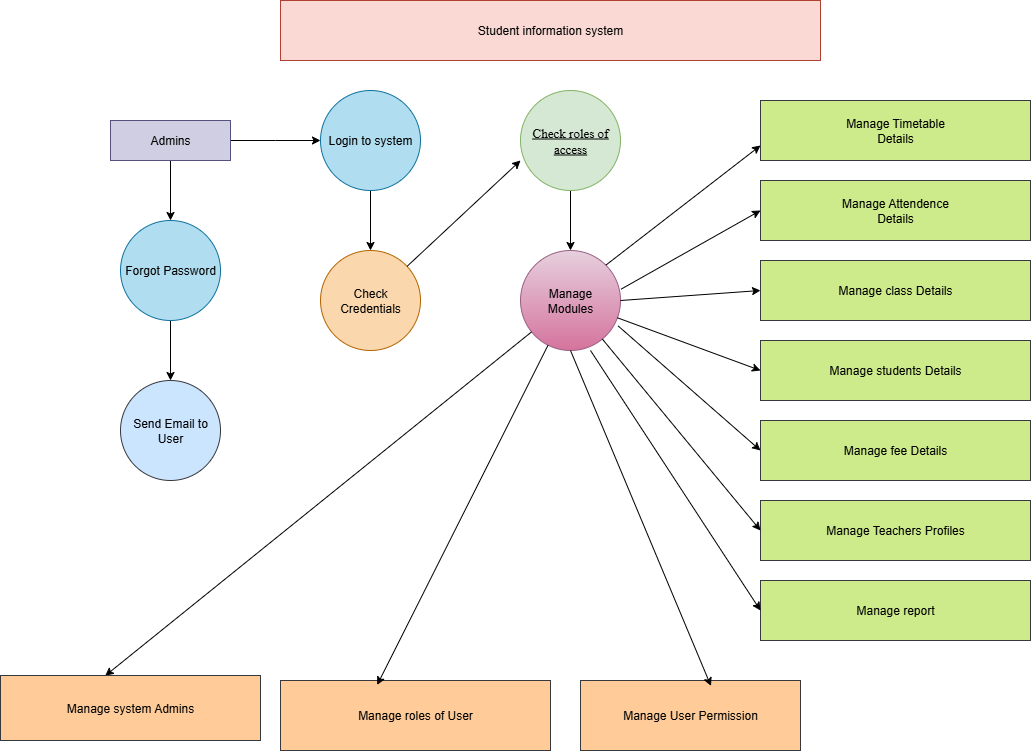 Student information system
Admins
Login to system
Check roles of
access
Manage Timetable
Details
Manage Attendence
Details
Forgot Password
Check
Credentials
Manage
Modules
Manage class Details
Manage students Details
Send Email to
User
Manage fee Details
Manage Teachers Profiles
Manage report
Manage system Admins
Manage roles of User
Manage User Permission